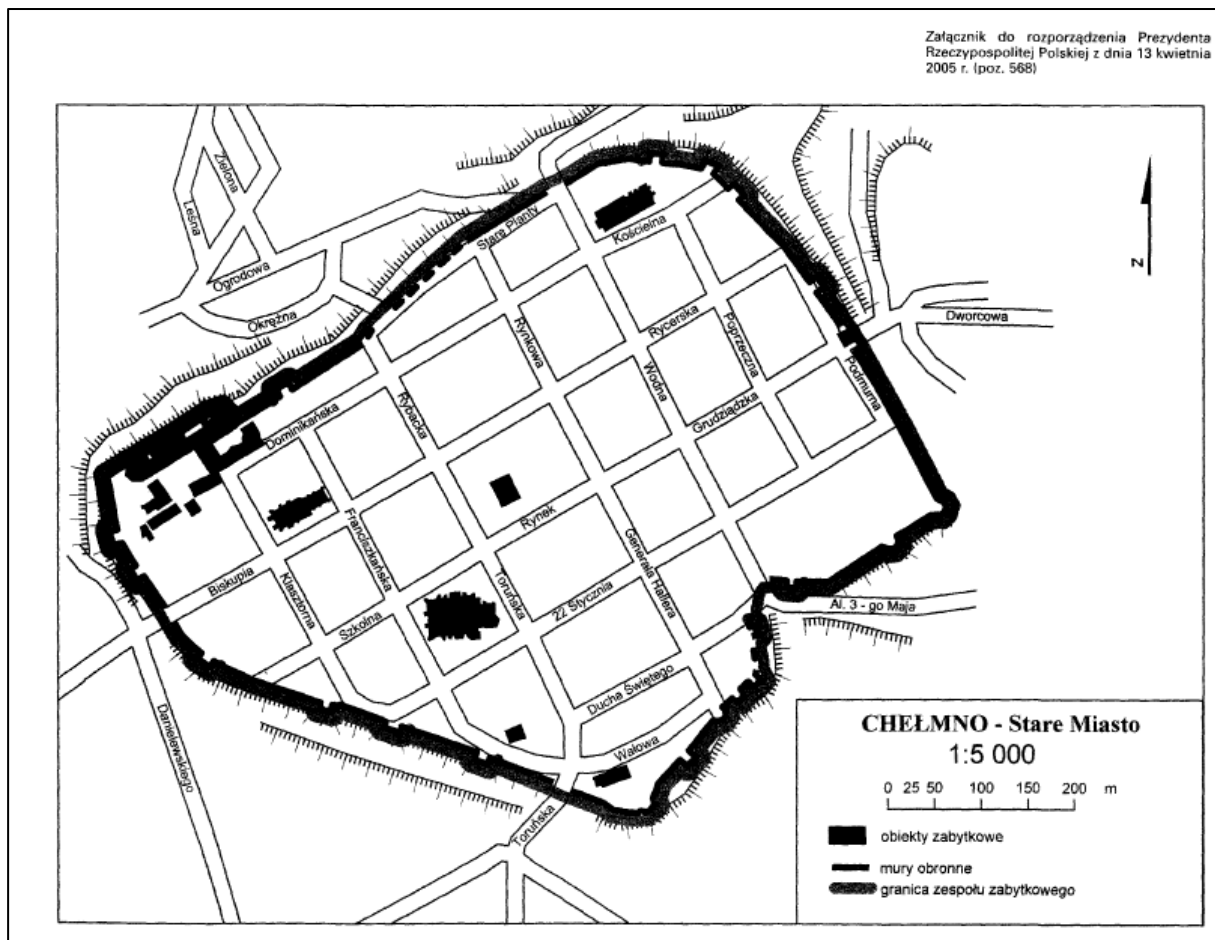 Załącznik do rozporządzenia Prezydenta
Rzeczypospolitej Polskiej z dnia 13 kwietnia
2005 r. (poz. 568)
Zielona
Leśna
Stare Planty
Kościelna
N
Ogrodowa
Okrężna
Dworcowa
Rynkowa
Rycerska
Poprzeczna
Wodna
Podmurna
Dominikańska
Rybacka
Grudziądzka
Rynek
Franciszkańska
Generała Hallera
Biskupia
Klasztorna
Toruńska
22 Stycznia
Szkolna
Al. 3 - go Maja
Ducha Świętego
Danielewskiego
Wałowa
Toruńska
CHEŁMNO - Stare Miasto
1:5 000
0 25 50 100 150 200 m
obiekty zabytkowe
mury obronne
granica zespołu zabytkowego